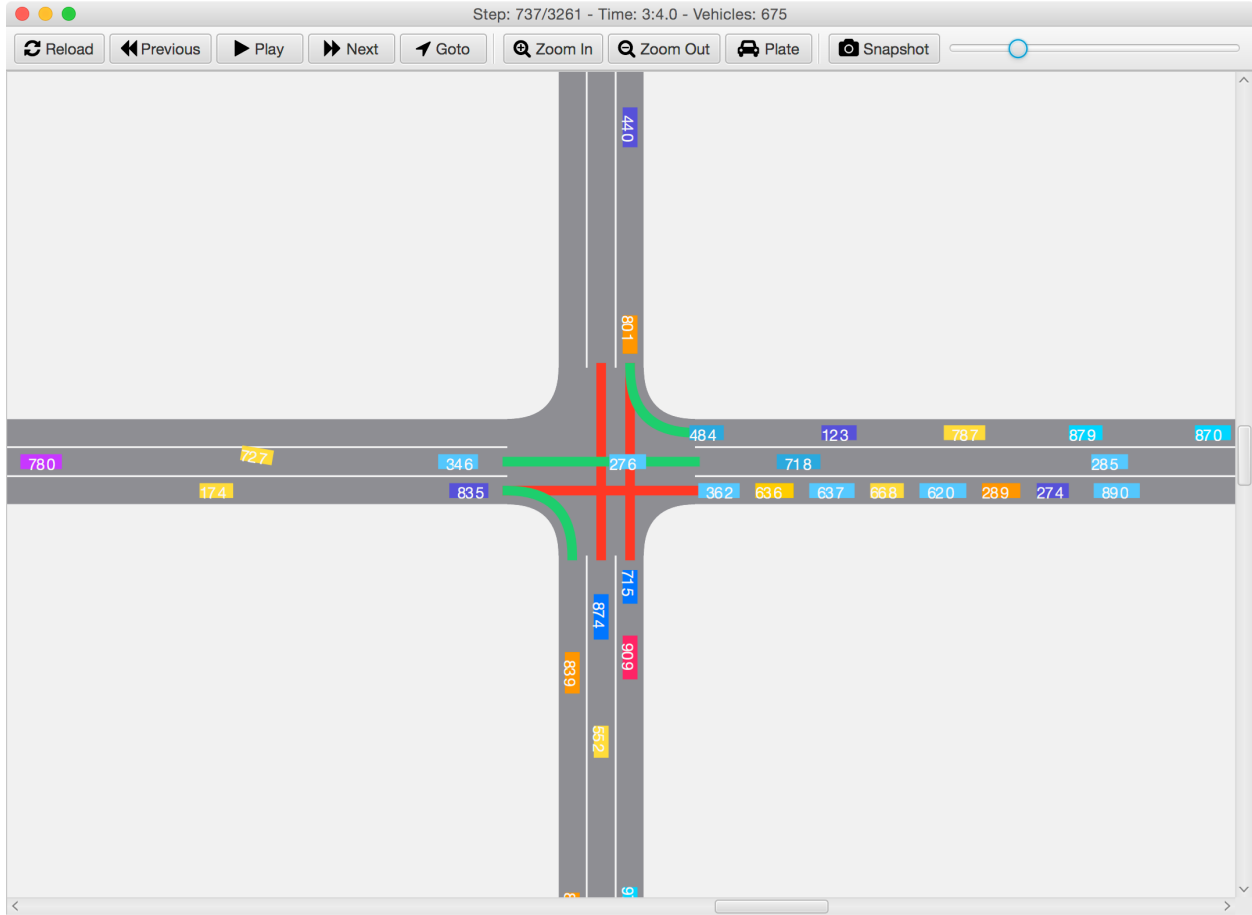 Step: 737/3261 - Time: 3:4.0 - Vehicles: 675
Reload Previous Play Next Goto Zoom In Zoom Out Plate Snapshot
440
801
484 123 787 879 870
780 727 346 276 718 285
174 835 362 636 637 668 620 289 274 890
715
874
909
839
552